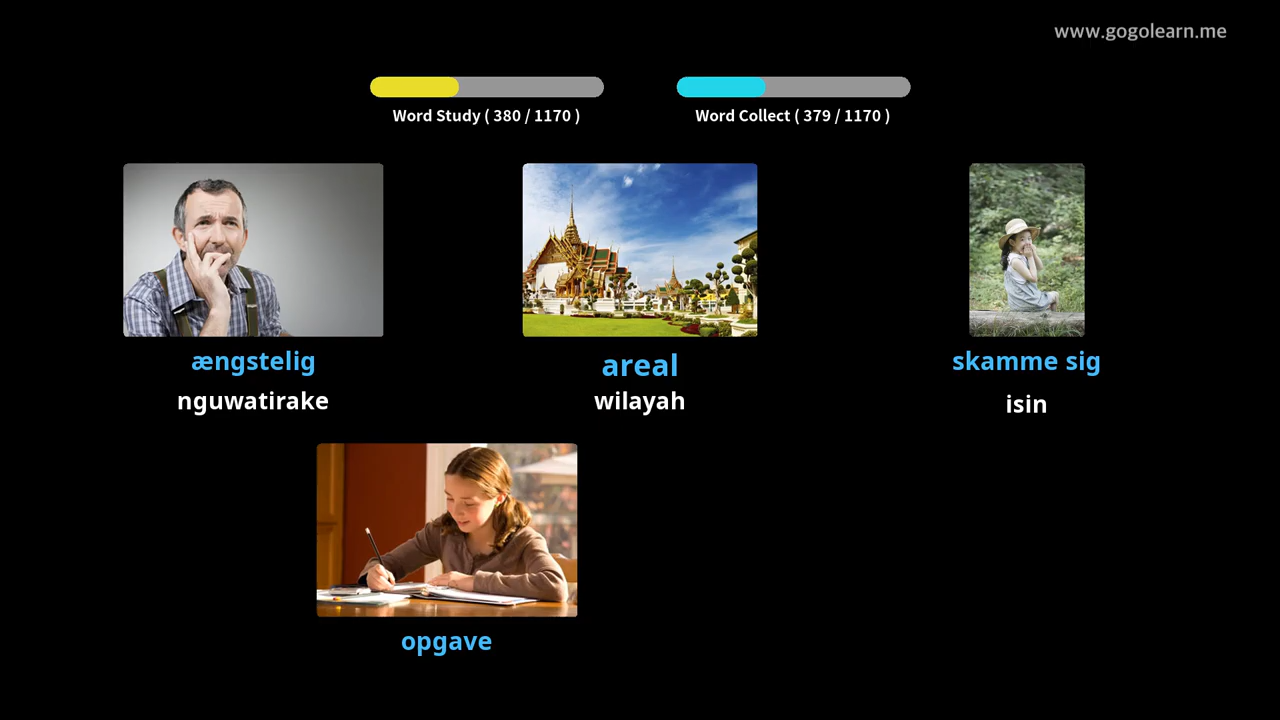 www.gogolearn.me
Word Study ( 380 / 1170 )
Word Collect ( 379 / 1170 )
ængstelig
areal
skamme sig
nguwatirake
wilayah
isin
opgave